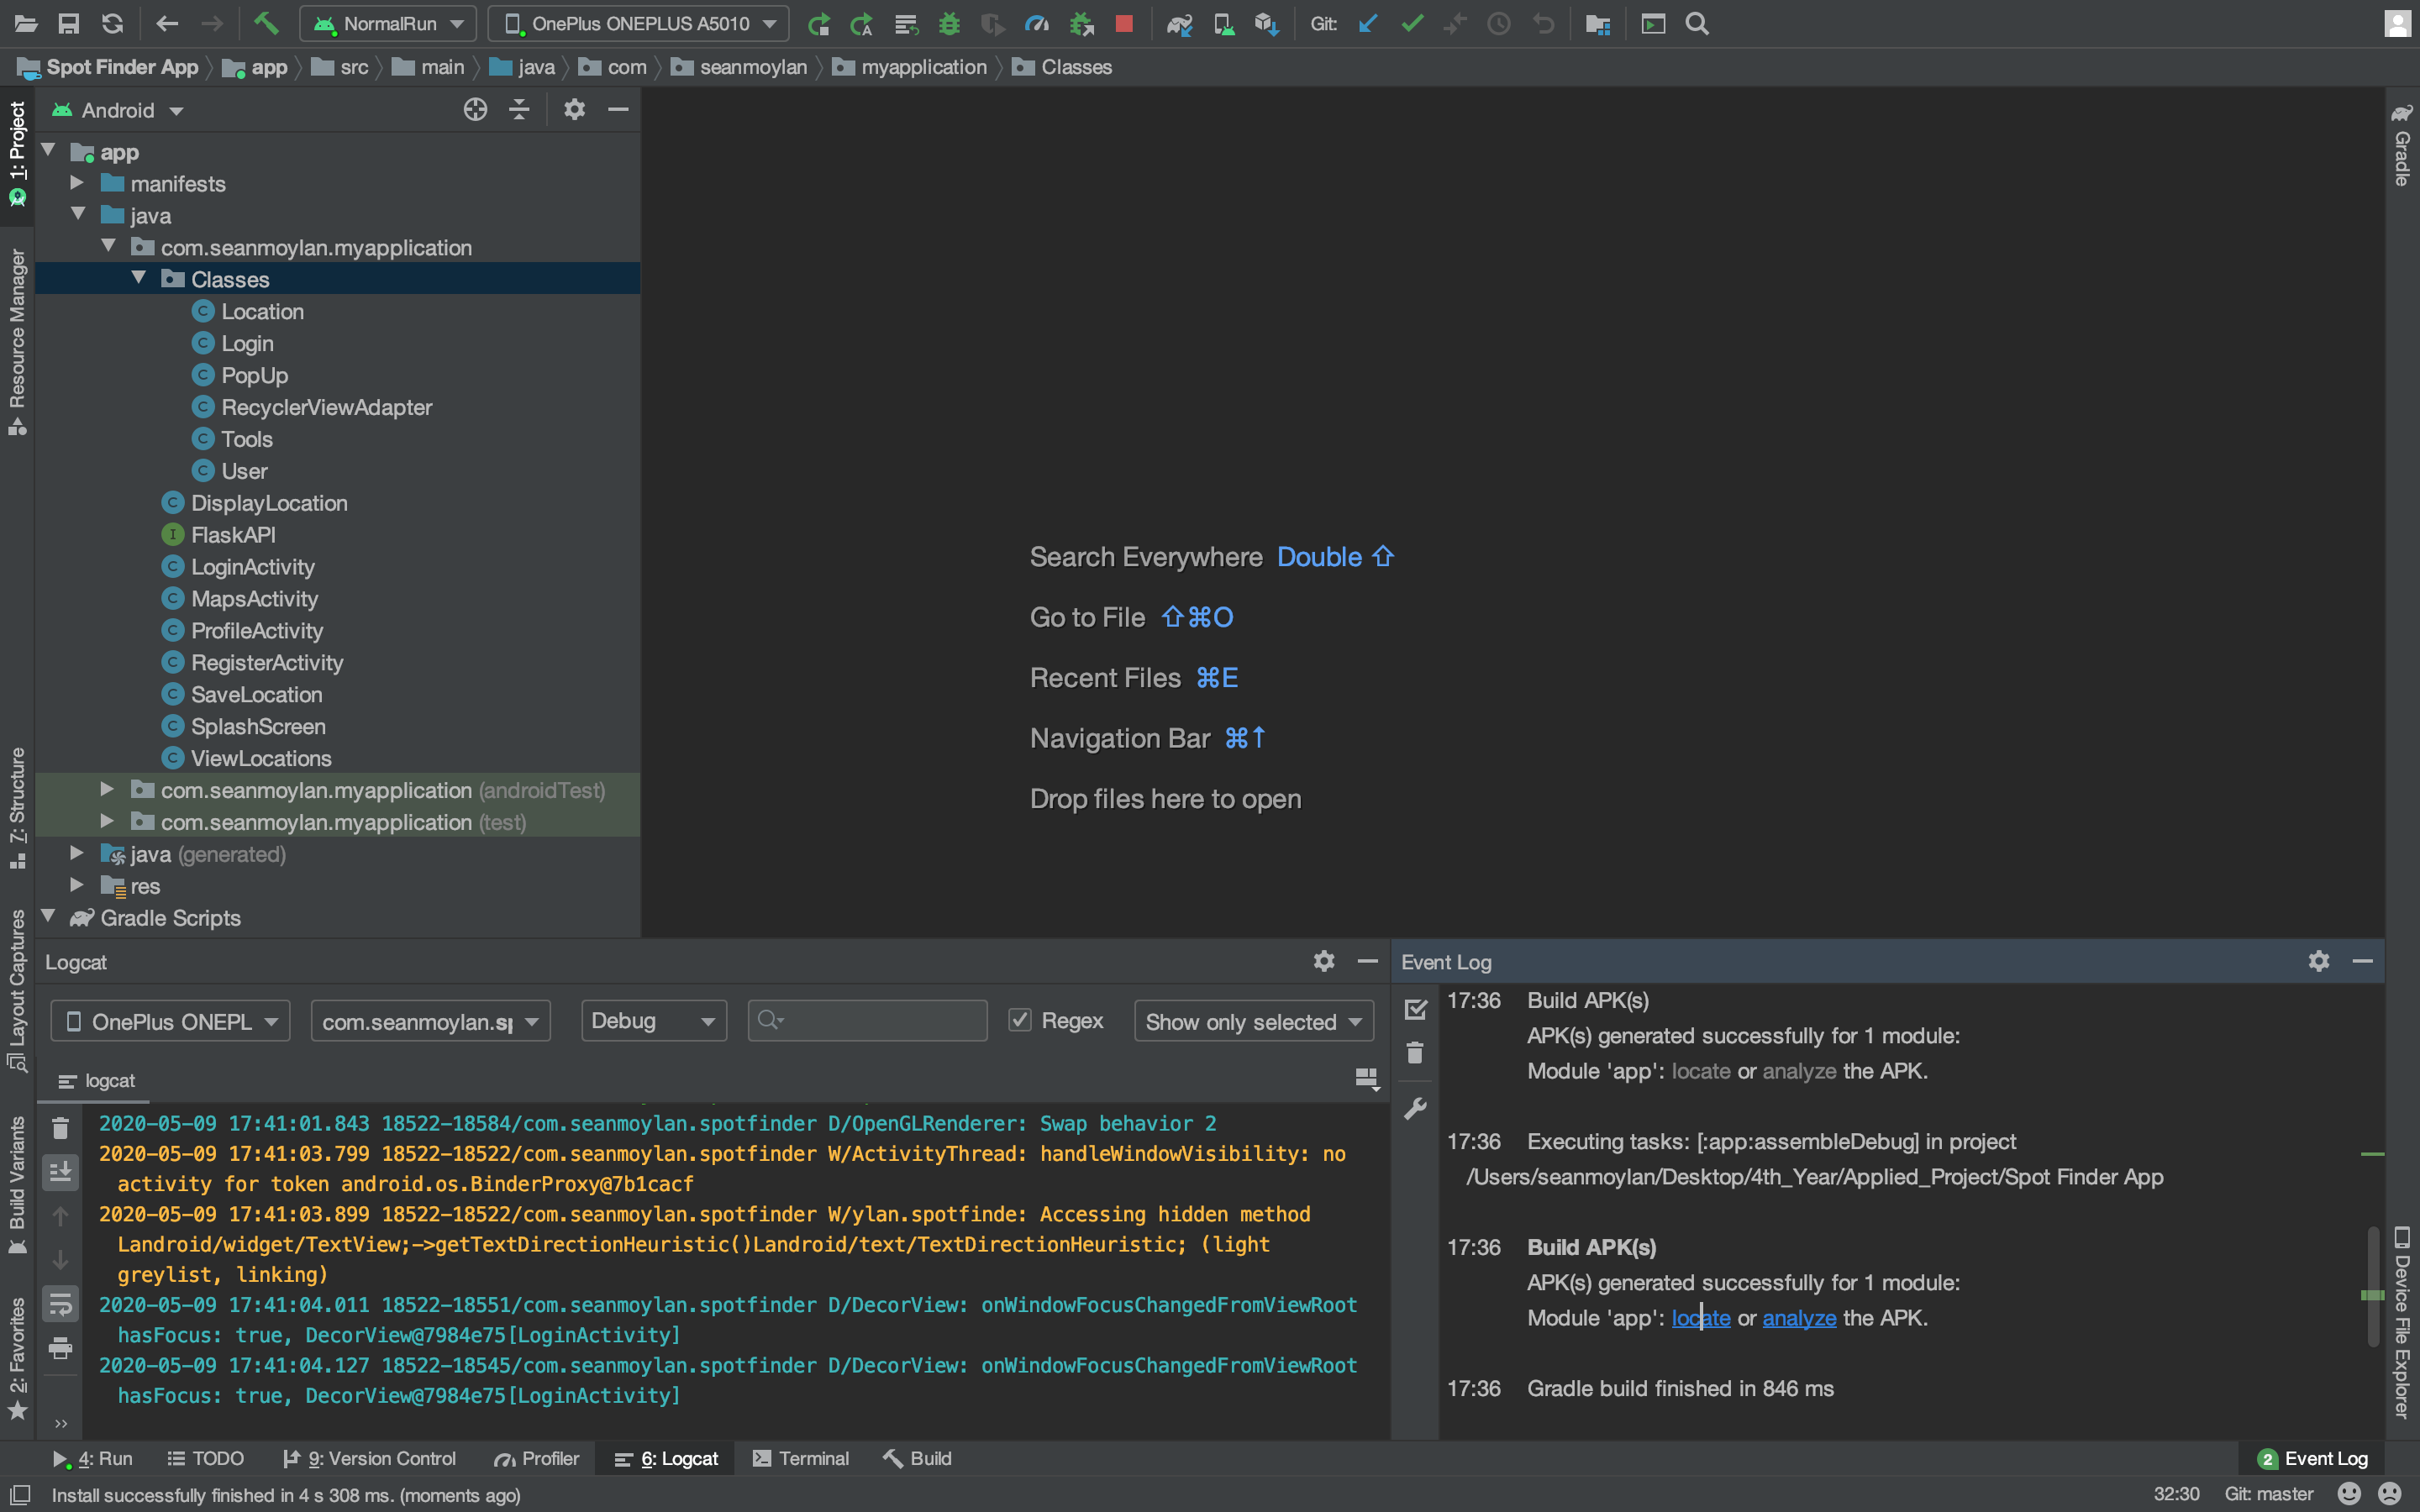 NormalRun
OnePlus ONEPLUS A5010
Git:
Spot Finder App
app
src
main
java
com
seanmoylan
myapplication
Classes
1: Project
Resource Manager
7: Structure
Layout Captures
Build Variants
2: Favorites
Android
app
manifests
java
com.seanmoylan.myapplication
Classes
Location
Login
PopUp
RecyclerViewAdapter
Tools
User
DisplayLocation
FlaskAPI
LoginActivity
MapsActivity
ProfileActivity
RegisterActivity
SaveLocation
SplashScreen
ViewLocations
com.seanmoylan.myapplication (androidTest)
com.seanmoylan.myapplication (test)
java (generated)
res
Gradle Scripts
Search Everywhere Double ⇧
Go to File ⇧⌘O
Recent Files ⌘E
Navigation Bar ⌘↑
Drop files here to open
Gradle
Device File Explorer
Logcat
OnePlus ONEPL
com.seanmoylan.s
Debug
Regex
Show only selected
logcat
2020-05-09 17:41:01.843 18522-18584/com.seanmoylan.spotfinder D/OpenGLRenderer: Swap behavior 2
2020-05-09 17:41:03.799 18522-18522/com.seanmoylan.spotfinder W/ActivityThread: handleWindowVisibility: no
activity for token android.os.BinderProxy@7b1cacf
2020-05-09 17:41:03.899 18522-18522/com.seanmoylan.spotfinder W/ylan.spotfinde: Accessing hidden method
Landroid/widget/TextView;->getTextDirectionHeuristic()Landroid/text/TextDirectionHeuristic; (light
greylist, linking)
2020-05-09 17:41:04.011 18522-18551/com.seanmoylan.spotfinder D/DecorView: onWindowFocusChangedFromViewRoot
hasFocus: true, DecorView@7984e75[LoginActivity]
2020-05-09 17:41:04.127 18522-18545/com.seanmoylan.spotfinder D/DecorView: onWindowFocusChangedFromViewRoot
hasFocus: true, DecorView@7984e75[LoginActivity]
Event Log
17:36 Build APK(s)
APK(s) generated successfully for 1 module:
Module 'app': locate or analyze the APK.
17:36 Executing tasks: [:app:assembleDebug] in project
/Users/seanmoylan/Desktop/4th_Year/Applied_Project/Spot Finder App
17:36 Build APK(s)
APK(s) generated successfully for 1 module:
Module 'app': locate or analyze the APK.
17:36 Gradle build finished in 846 ms
4: Run
TODO
9: Version Control
Profiler
6: Logcat
Terminal
Build
2 Event Log
Install successfully finished in 4 s 308 ms. (moments ago)
32:30
Git: master